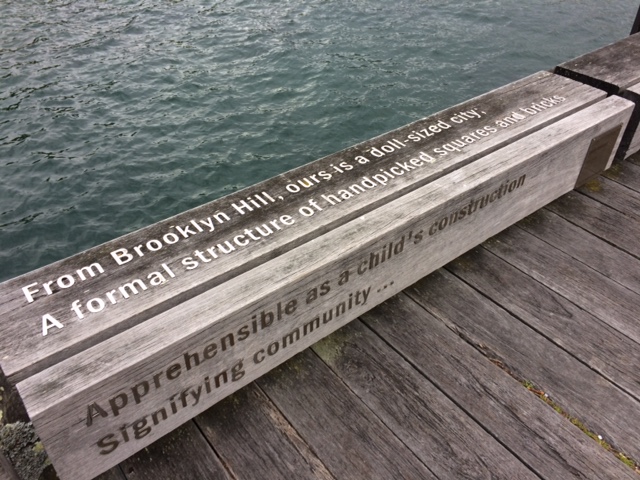 From Brooklyn Hill, ours is a doll-sized city;
A formal structure of handpicked squares and bricks
Apprehensible as a child's construction
Signifying community ...